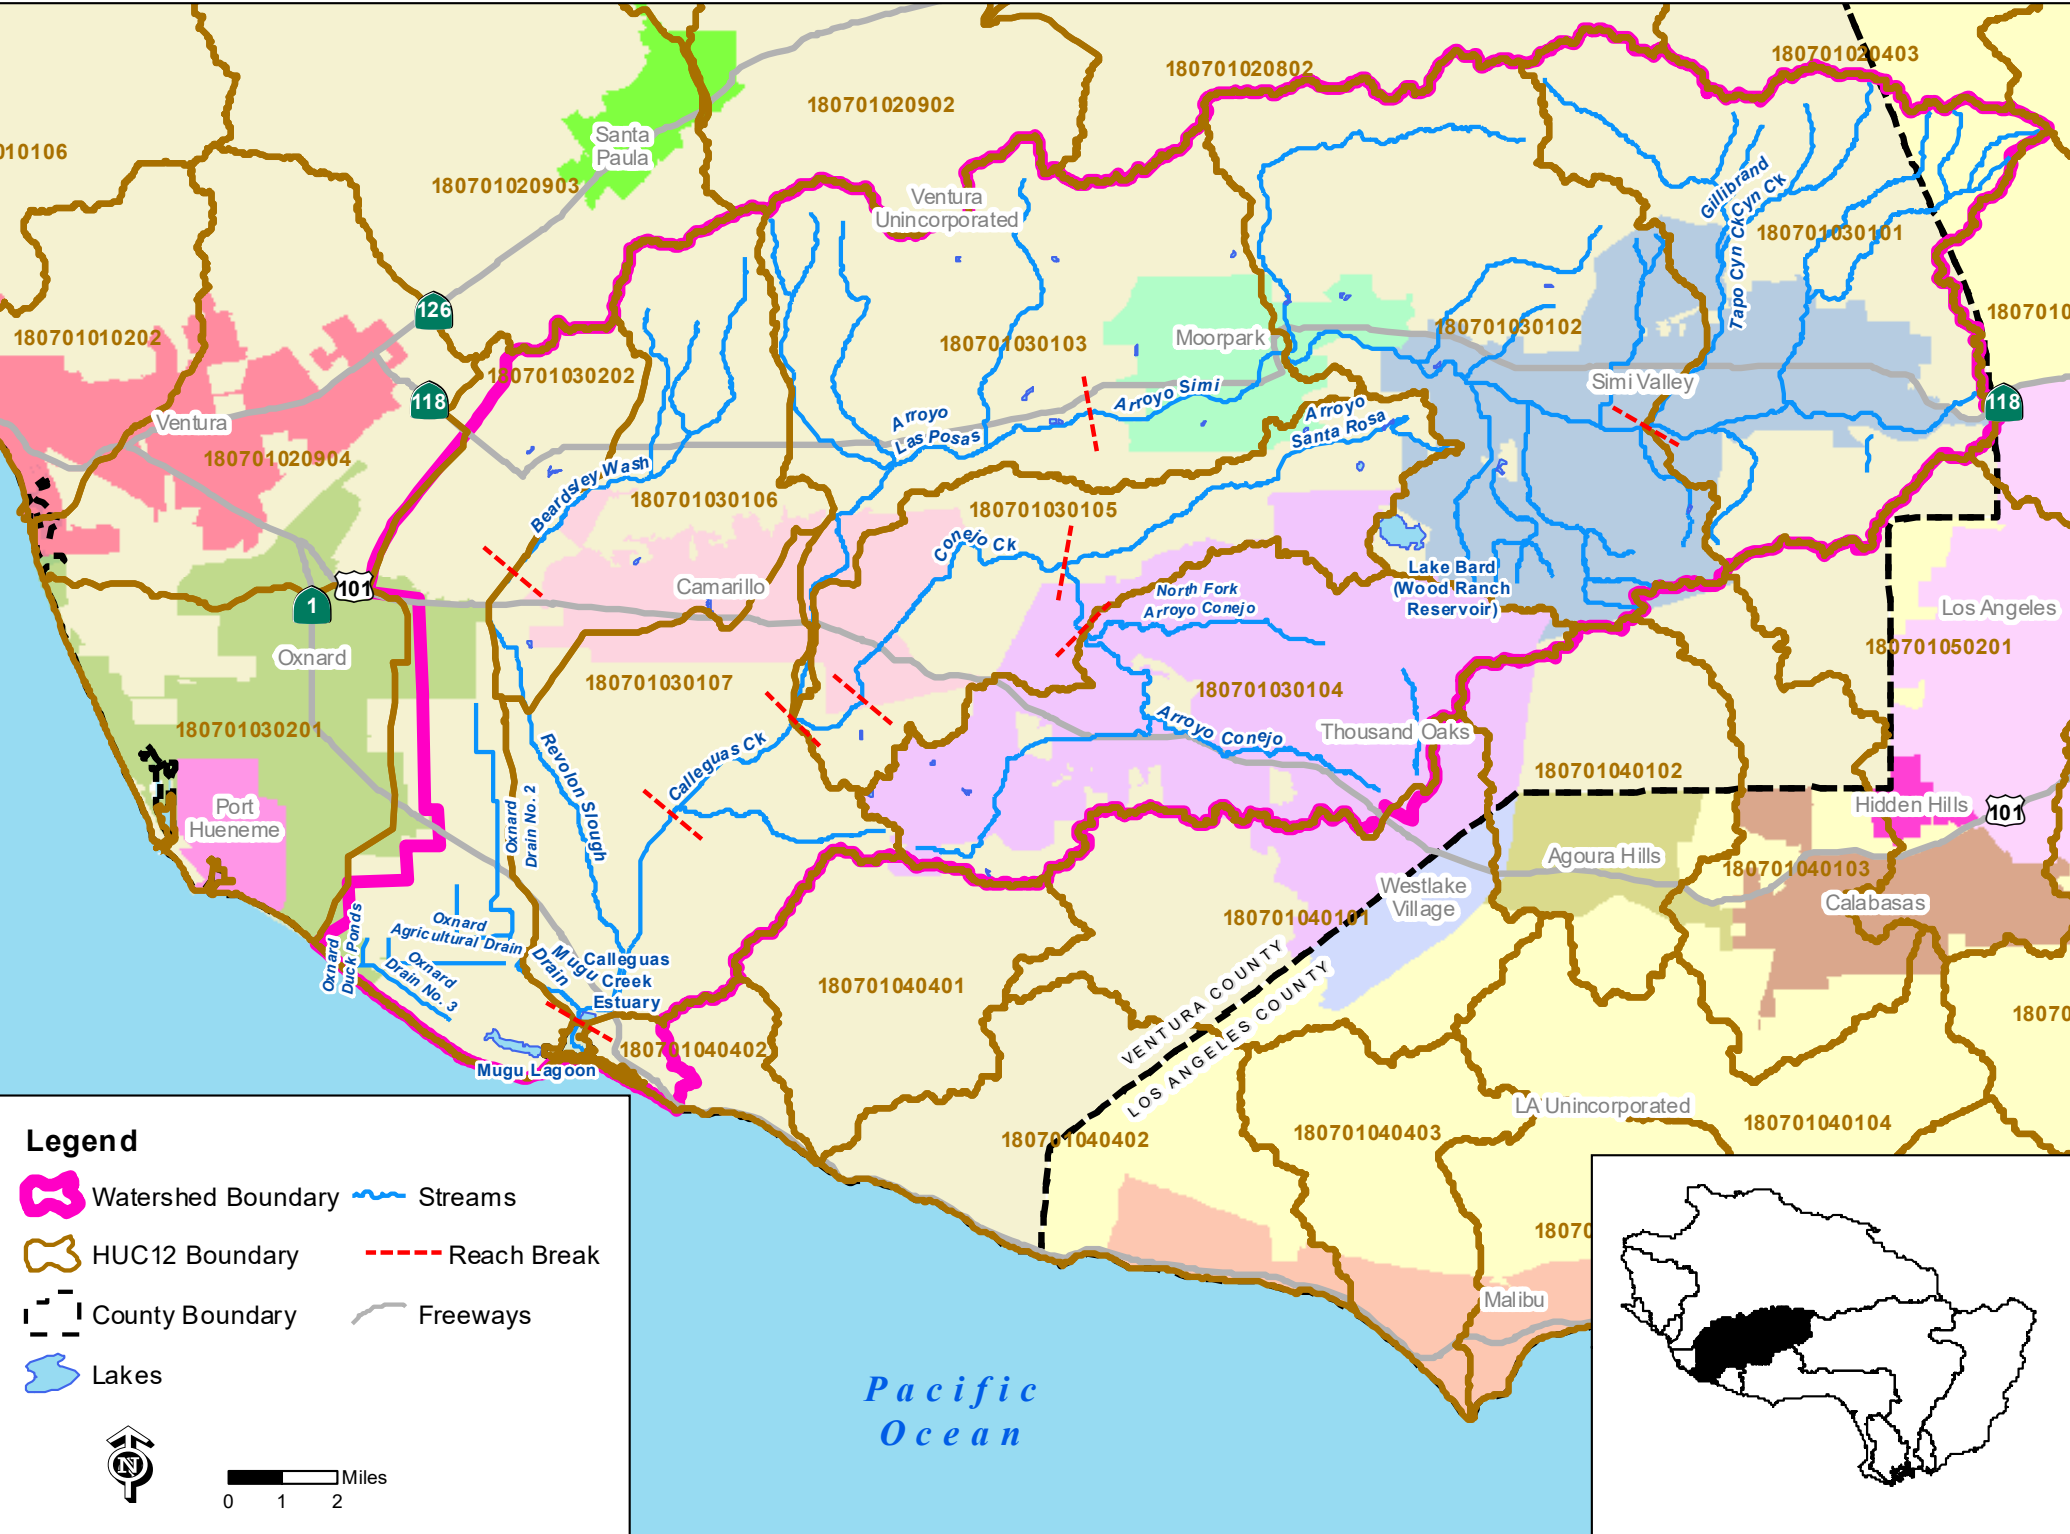 180701020403
180701020802
180701020902
Santa
Paula
010106
180701020903
Gillibrand
Cyn Ck
Tapo Cyn Ck
Ventura
Unincorporated
180701030101
126
180701010202
180701030103
Moorpark
180701030102
1807010
180701030202
Simi Valley
118
118
Arroyo Simi
Arroyo
Santa Rosa
Ventura
Arroyo
Las Posas
180701020904
Beardsley Wash
180701030106
180701030105
Conejo Ck
101
Camarillo
Lake Bard
(Wood Ranch
Reservoir)
North Fork
Arroyo Conejo
1
Los Angeles
Oxnard
180701050201
180701030107
180701030104
180701030201
Arroyo Conejo
Thousand Oaks
Calleguas Ck
Revolon Slough
180701040102
Port
Hueneme
Oxnard
Drain No. 2
Hidden Hills
101
Agoura Hills
180701040103
Westlake
Village
Calabasas
180701040101
Oxnard
Duck Ponds
Oxnard
Agricultural Drain
Oxnard
Drain No. 3
Mugu
Drain
Calleguas
Creek
Estuary
180701040401
VENTURA COUNTY
LOS ANGELES COUNTY
18070
180701040402
Mugu Lagoon
LA Unincorporated
180701040402
180701040403
180701040104
18070
Malibu
Pacific
Ocean
Legend
Watershed Boundary
Streams
HUC12 Boundary
Reach Break
County Boundary
Freeways
Lakes
N
Miles
0 1 2